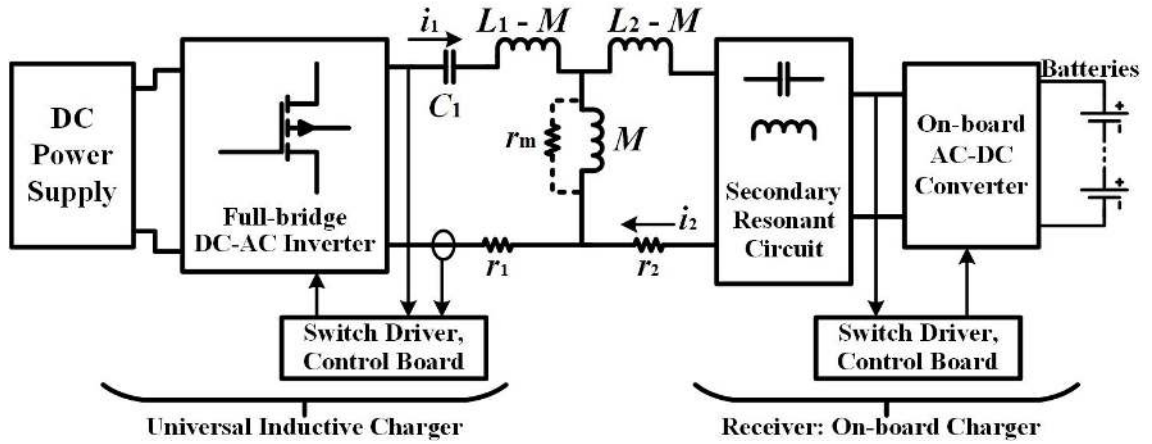 DC
Power
Supply
Full-bridge
DC-AC Inverter
i1
C1
L1 - M
L2 - M
rm
M
r1
r2
i2
Secondary
Resonant
Circuit
On-board
AC-DC
Converter
Batteries
+
-
+
-
Switch Driver,
Control Board
Switch Driver,
Control Board
Universal Inductive Charger
Receiver: On-board Charger